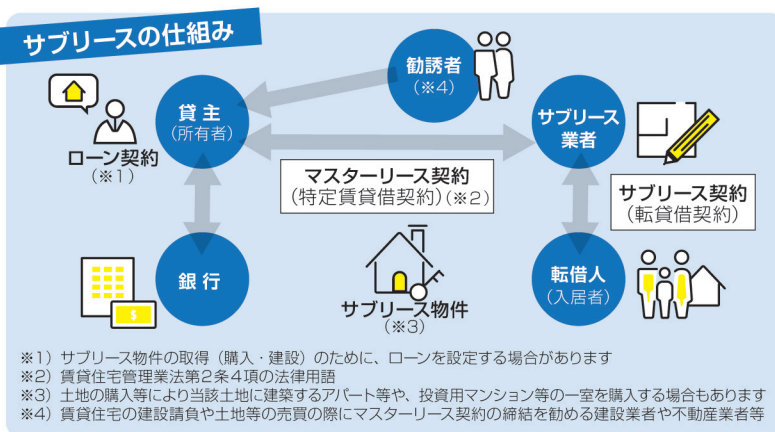 サブリースの仕組み
勧誘者
(※4)
貸主
(所有者)
サブリース
業者
ローン契約
(※1)
マスターリース契約
(特定賃貸借契約)(※2)
サブリース契約
(転貸借契約)
銀行
$
サブリース物件
(※3)
転借人
(入居者)
※1）サブリース物件の取得（購入・建設）のために、ローンを設定する場合があります
※2）賃貸住宅管理業法第2条4項の法律用語
※3）土地の購入等により当該土地に建築するアパート等や、投資用マンション等の一室を購入する場合もあります
※4）賃貸住宅の建設請負や土地等の売買の際にマスターリース契約の締結を勧める建設業者や不動産業者等